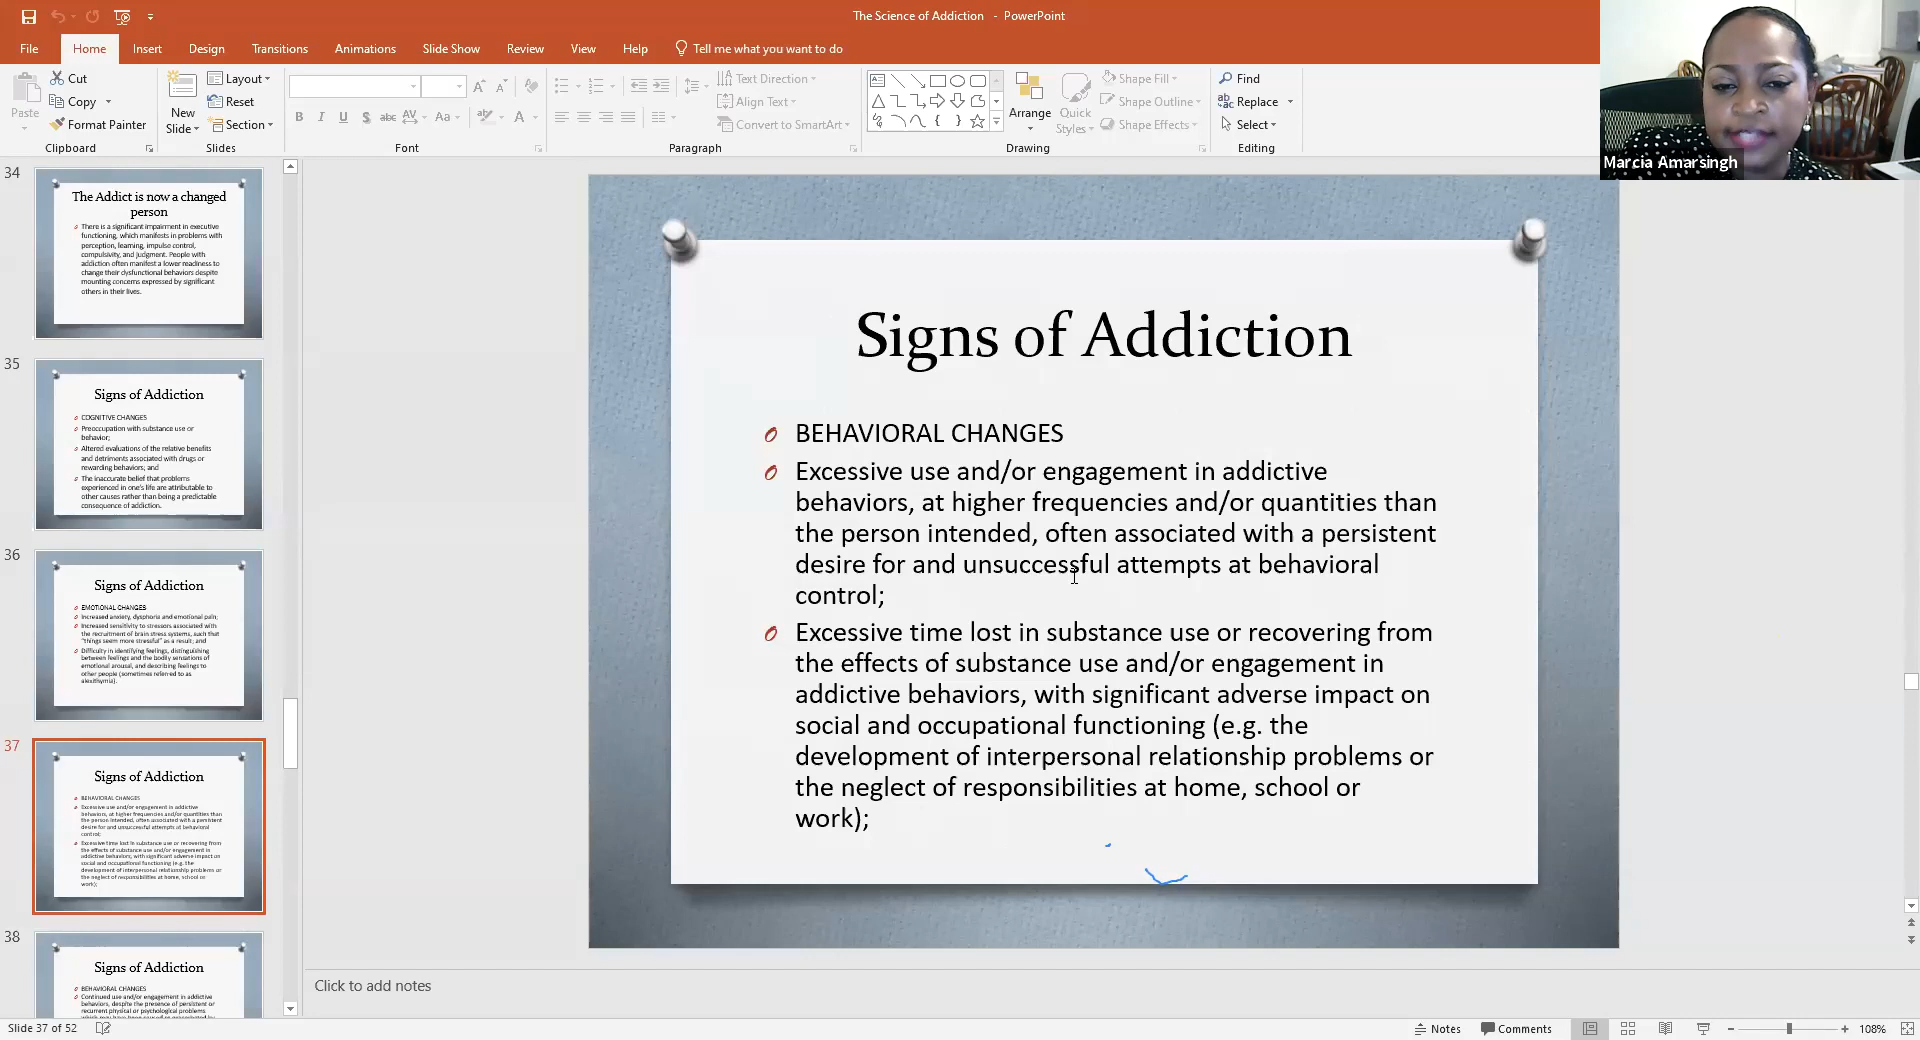 The Science of Addiction - PowerPoint
File Home Insert Design Transitions Animations Slide Show Review View Help Tell me what you want to do
Paste
Cut
Copy
Format Painter
Clipboard
New
Slide
Layout
Reset
Section
Slides
B I U S abc AV Aa A
Font
Text Direction
Align Text
Convert to SmartArt
Paragraph
Arrange
Quick
Styles
Shape Fill
Shape Outline
Shape Effects
Drawing
Find
Replace
Select
Editing
Marcia Amarsingh
34
The Addict is now a changed
person
There is a significant impairment in executive
functioning, which manifests in problems with
perception, learning, impulse control,
compulsivity, and judgment. People with
addiction often manifest a lower readiness to
change their dysfunctional behaviors despite
mounting concerns expressed by significant
others in their lives.
35
Signs of Addiction
COGNITIVE CHANGES
Preoccupation with substance use or
behavior;
Altered evaluations of the relative benefits
and detriments associated with drugs or
rewarding behaviors; and
The inaccurate belief that problems
experienced in one's life are attributable to
other causes rather than being a predictable
consequence of addiction.
36
Signs of Addiction
EMOTIONAL CHANGES
Increased anxiety, dysphoria and emotional pain;
Increased sensitivity to stressors associated with
the recruitment of brain stress systems, such that
"things seem more stressful" as a result; and
Difficulty in identifying feelings, distinguishing
between feelings and the bodily sensations of
emotional arousal, and describing feelings to
other people (sometimes referred to as
alexithymia).
37
Signs of Addiction
BEHAVIORAL CHANGES
Excessive use and/or engagement in addictive
behaviors, at higher frequencies and/or quantities than
the person intended, often associated with a persistent
desire for and unsuccessful attempts at behavioral
control;
Excessive time lost in substance use or recovering from
the effects of substance use and/or engagement in
addictive behaviors, with significant adverse impact on
social and occupational functioning (e.g. the
development of interpersonal relationship problems or
the neglect of responsibilities at home, school or
work);
38
Signs of Addiction
BEHAVIORAL CHANGES
Continued use and/or engagement in addictive
behaviors, despite the presence of persistent or
recurrent physical or psychological problems
Signs of Addiction
BEHAVIORAL CHANGES
Excessive use and/or engagement in addictive
behaviors, at higher frequencies and/or quantities than
the person intended, often associated with a persistent
desire for and unsuccessful attempts at behavioral
control;
Excessive time lost in substance use or recovering from
the effects of substance use and/or engagement in
addictive behaviors, with significant adverse impact on
social and occupational functioning (e.g. the
development of interpersonal relationship problems or
the neglect of responsibilities at home, school or
work);
Click to add notes
Slide 37 of 52
Notes Comments 108%